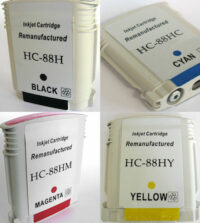 Inkjet Cartridge
Remanufactured
HC-88H
BLACK
Inkjet Cartridge
Remanufactured
HC-88HC
CYAN
Inkjet Cartridge
Remanufactured
HC-88HM
MAGENTA
Inkjet Cartridge
Remanufactured
HC-88HY
YELLOW